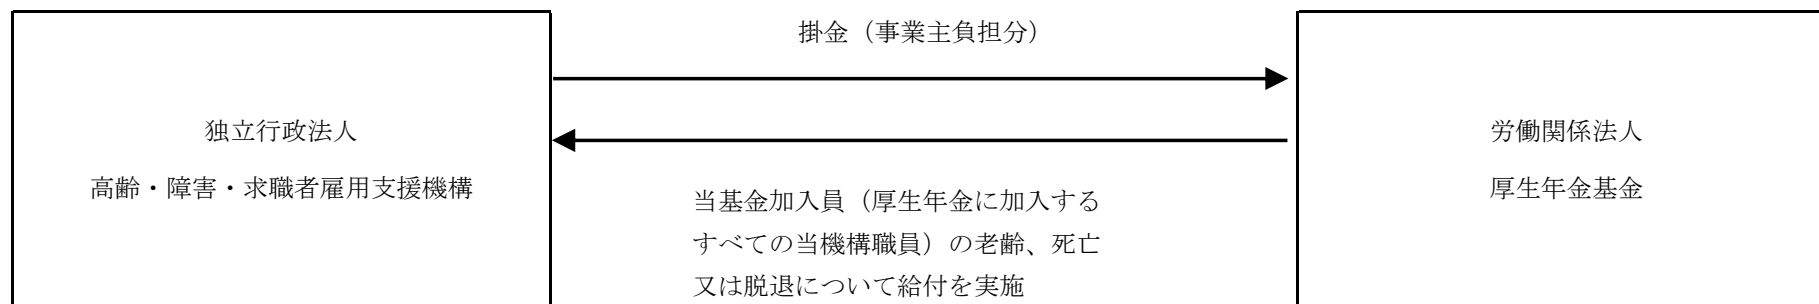 掛金（事業主負担分）
独立行政法人
高齢・障害・求職者雇用支援機構
労働関係法人
厚生年金基金
当基金加入員（厚生年金に加入する
すべての当機構職員）の老齢、死亡
又は脱退について給付を実施